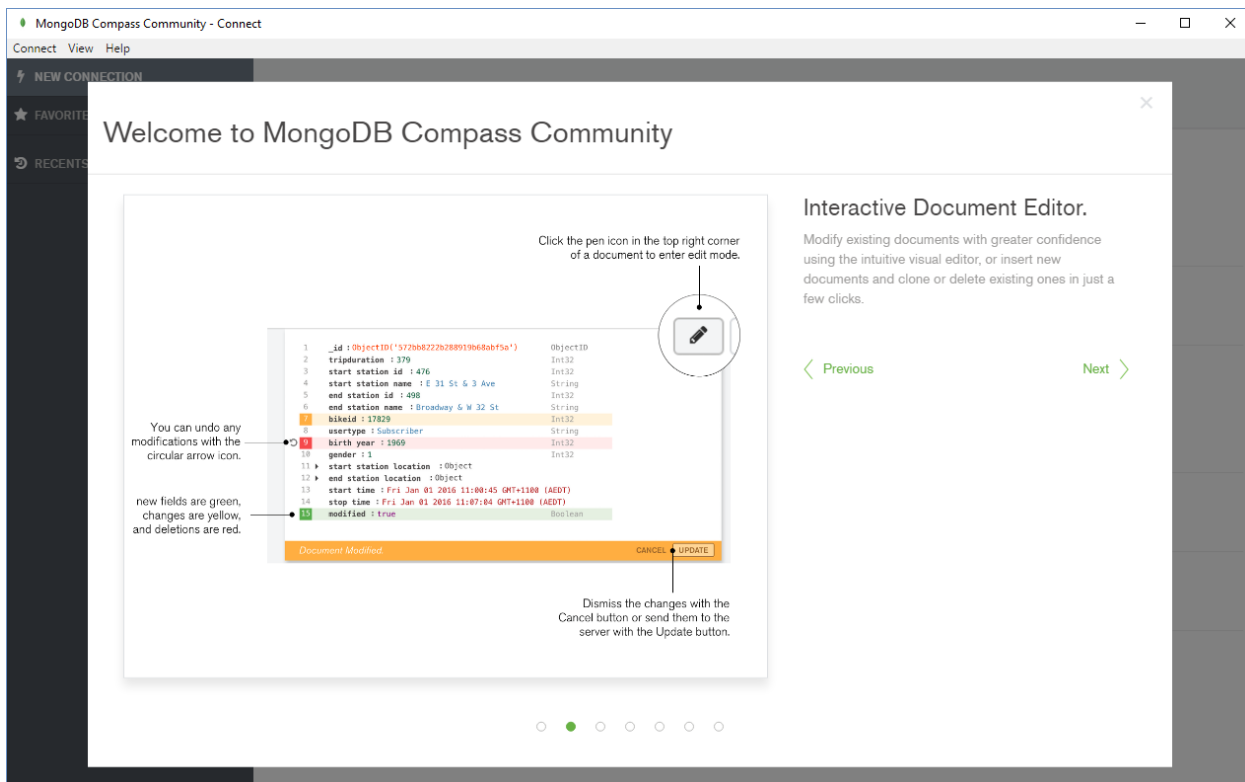 MongoDB Compass Community - Connect
Connect View Help
NEW CONNECTION
FAVORITE
RECENTS
Welcome to MongoDB Compass Community
Interactive Document Editor.
Modify existing documents with greater confidence
using the intuitive visual editor, or insert new
documents and clone or delete existing ones in just a
few clicks.
Previous
Next
Click the pen icon in the top right corner
of a document to enter edit mode.
1 _id : ObjectID('572bb8222b288919b68abf5a') ObjectID
2 tripduration : 379 Int32
3 start station id : 476 Int32
4 start station name : E 31 St & 3 Ave String
5 end station id : 498 Int32
6 end station name : Broadway & W 32 St String
7 bikeid : 17829 Int32
8 usertype : Subscriber String
9 birth year : 1969 Int32
10 gender : 1 Int32
11 start station location : Object
12 end station location : Object
13 start time : Fri Jan 01 2016 11:00:45 GMT+1100 (AEDT)
14 stop time : Fri Jan 01 2016 11:07:04 GMT+1100 (AEDT)
15 modified : true Boolean
Document Modified. CANCEL UPDATE
You can undo any
modifications with the
circular arrow icon.
new fields are green,
changes are yellow,
and deletions are red.
Dismiss the changes with the
Cancel button or send them to the
server with the Update button.